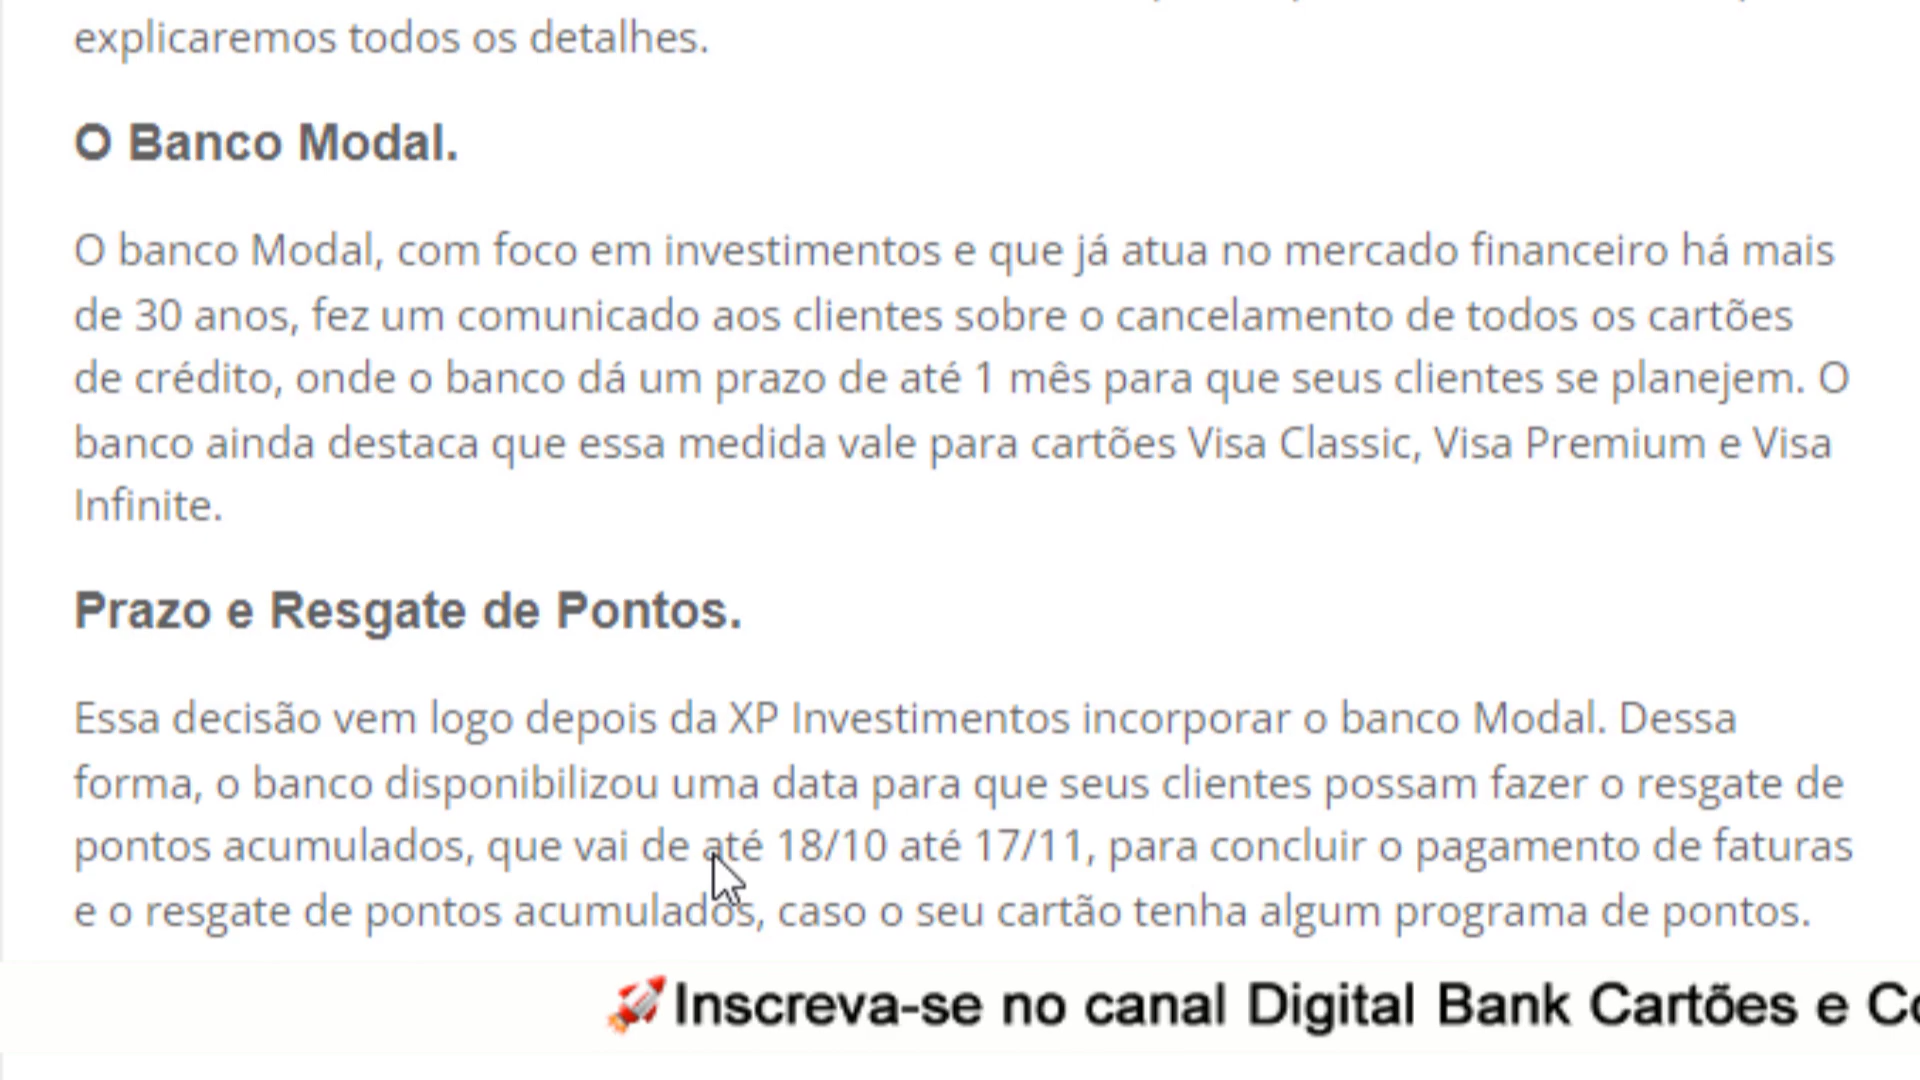 explicaremos todos os detalhes.
O Banco Modal.
O banco Modal, com foco em investimentos e que já atua no mercado financeiro há mais
de 30 anos, fez um comunicado aos clientes sobre o cancelamento de todos os cartões
de crédito, onde o banco dá um prazo de até 1 mês para que seus clientes se planejem. O
banco ainda destaca que essa medida vale para cartões Visa Classic, Visa Premium e Visa
Infinite.
Prazo e Resgate de Pontos.
Essa decisão vem logo depois da XP Investimentos incorporar o banco Modal. Dessa
forma, o banco disponibilizou uma data para que seus clientes possam fazer o resgate de
pontos acumulados, que vai de até 18/10 até 17/11, para concluir o pagamento de faturas
e o resgate de pontos acumulados, caso o seu cartão tenha algum programa de pontos.
🚀Inscreva-se no canal Digital Bank Cartões e